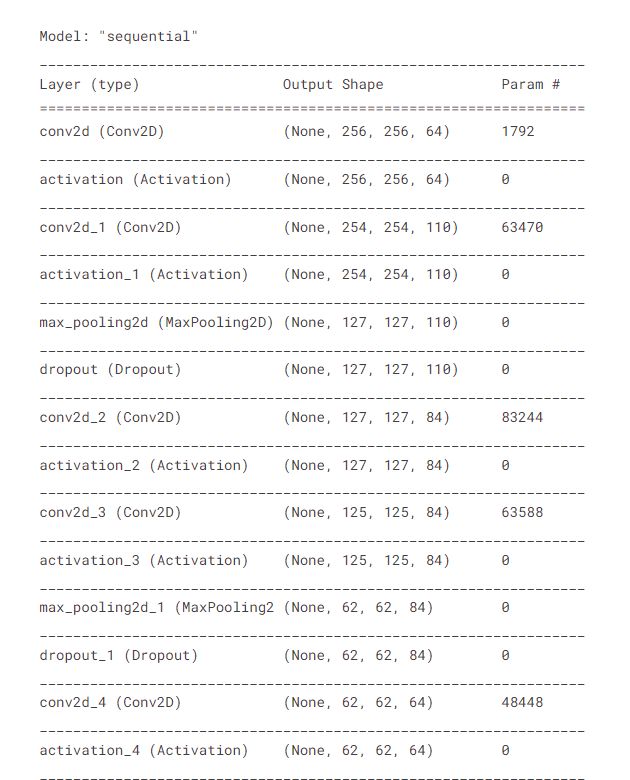 Model: "sequential"
_________________________________________________________________
Layer (type)                 Output Shape              Param #
=================================================================
conv2d (Conv2D)              (None, 256, 256, 64)      1792
_________________________________________________________________
activation (Activation)      (None, 256, 256, 64)      0
_________________________________________________________________
conv2d_1 (Conv2D)            (None, 254, 254, 110)     63470
_________________________________________________________________
activation_1 (Activation)    (None, 254, 254, 110)     0
_________________________________________________________________
max_pooling2d (MaxPooling2D) (None, 127, 127, 110)     0
_________________________________________________________________
dropout (Dropout)            (None, 127, 127, 110)     0
_________________________________________________________________
conv2d_2 (Conv2D)            (None, 127, 127, 84)      83244
_________________________________________________________________
activation_2 (Activation)    (None, 127, 127, 84)      0
_________________________________________________________________
conv2d_3 (Conv2D)            (None, 125, 125, 84)      63588
_________________________________________________________________
activation_3 (Activation)    (None, 125, 125, 84)      0
_________________________________________________________________
max_pooling2d_1 (MaxPooling2 (None, 62, 62, 84)        0
_________________________________________________________________
dropout_1 (Dropout)          (None, 62, 62, 84)        0
_________________________________________________________________
conv2d_4 (Conv2D)            (None, 62, 62, 64)        48448
_________________________________________________________________
activation_4 (Activation)    (None, 62, 62, 64)        0
_________________________________________________________________